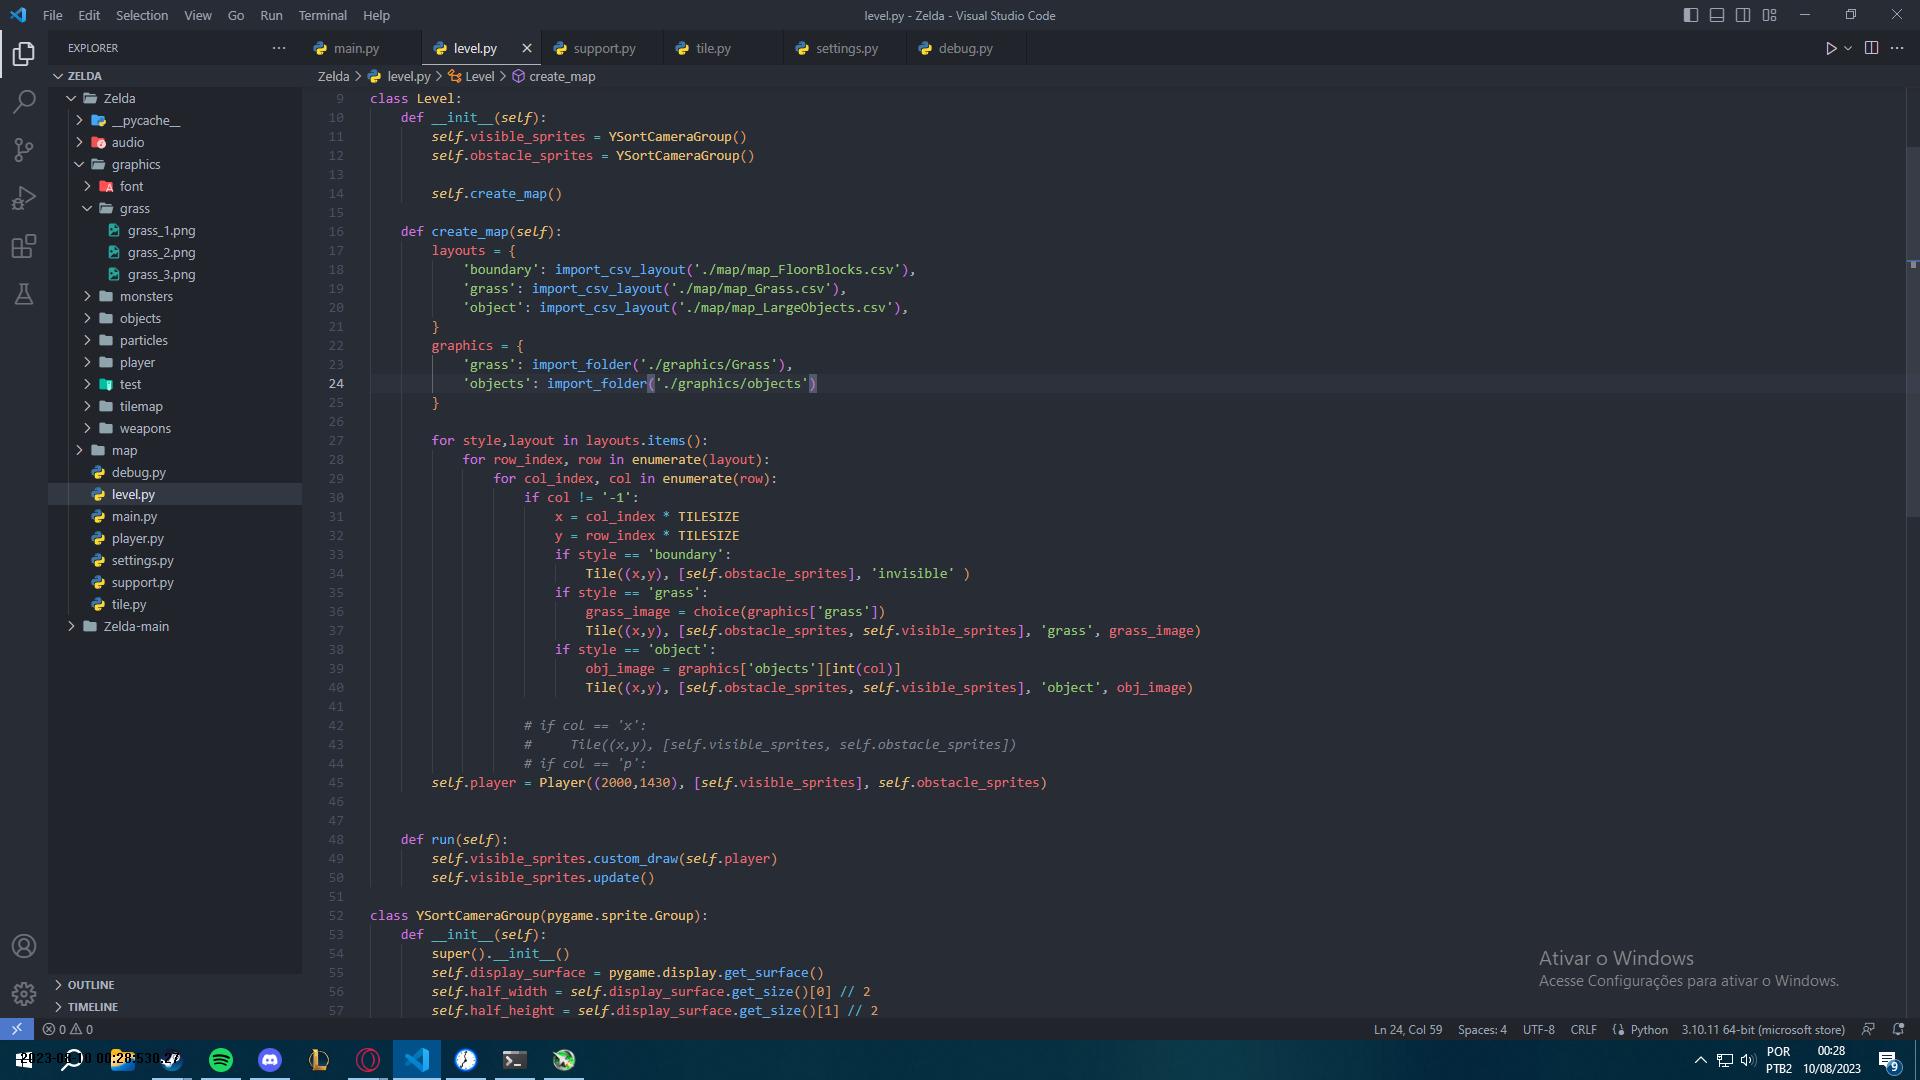 File Edit Selection View Go Run Terminal Help
level.py - Zelda - Visual Studio Code
EXPLORER
main.py level.py support.py tile.py settings.py debug.py
ZELDA
Zelda > level.py > Level > create_map
Zelda
__pycache__
audio
graphics
font
grass
grass_1.png
grass_2.png
grass_3.png
monsters
objects
particles
player
test
tilemap
weapons
map
debug.py
level.py
main.py
player.py
settings.py
support.py
tile.py
Zelda-main
OUTLINE
TIMELINE
9 class Level:
10 def __init__(self):
11 self.visible_sprites = YSortCameraGroup()
12 self.obstacle_sprites = YSortCameraGroup()
13
14 self.create_map()
15
16 def create_map(self):
17 layouts = {
18 'boundary': import_csv_layout('./map/map_FloorBlocks.csv'),
19 'grass': import_csv_layout('./map/map_Grass.csv'),
20 'object': import_csv_layout('./map/map_LargeObjects.csv'),
21 }
22 graphics = {
23 'grass': import_folder('./graphics/Grass'),
24 'objects': import_folder('./graphics/objects')
25 }
26
27 for style,layout in layouts.items():
28 for row_index, row in enumerate(layout):
29 for col_index, col in enumerate(row):
30 if col != '-1':
31 x = col_index * TILESIZE
32 y = row_index * TILESIZE
33 if style == 'boundary':
34 Tile((x,y), [self.obstacle_sprites], 'invisible' )
35 if style == 'grass':
36 grass_image = choice(graphics['grass'])
37 Tile((x,y), [self.obstacle_sprites, self.visible_sprites], 'grass', grass_image)
38 if style == 'object':
39 obj_image = graphics['objects'][int(col)]
40 Tile((x,y), [self.obstacle_sprites, self.visible_sprites], 'object', obj_image)
41
42 # if col == 'x':
43 # Tile((x,y), [self.visible_sprites, self.obstacle_sprites])
44 # if col == 'p':
45 self.player = Player((2000,1430), [self.visible_sprites], self.obstacle_sprites)
46
47
48 def run(self):
49 self.visible_sprites.custom_draw(self.player)
50 self.visible_sprites.update()
51
52 class YSortCameraGroup(pygame.sprite.Group):
53 def __init__(self):
54 super().__init__()
55 self.display_surface = pygame.display.get_surface()
56 self.half_width = self.display_surface.get_size()[0] // 2
57 self.half_height = self.display_surface.get_size()[1] // 2
Ativar o Windows
Acesse Configurações para ativar o Windows.
0 0
Ln 24, Col 59 Spaces: 4 UTF-8 CRLF Python 3.10.11 64-bit (microsoft store)
POR
PTB2
00:28
10/08/2023
9